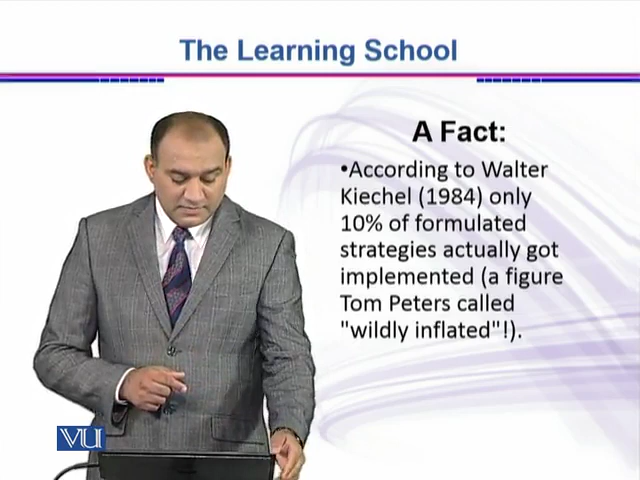 The Learning School
A Fact:
•According to Walter
Kiechel (1984) only
10% of formulated
strategies actually got
implemented (a figure
Tom Peters called
"wildly inflated"!).
VU